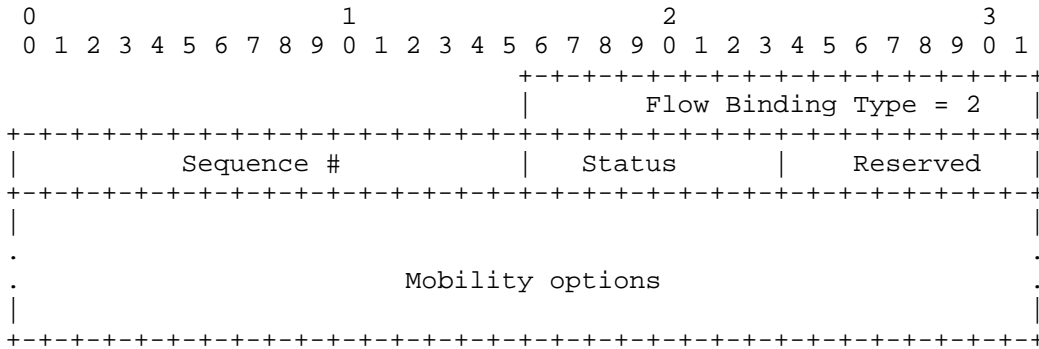 0                   1                   2                   3
 0 1 2 3 4 5 6 7 8 9 0 1 2 3 4 5 6 7 8 9 0 1 2 3 4 5 6 7 8 9 0 1
                                +-+-+-+-+-+-+-+-+-+-+-+-+-+-+-+-+
                                |       Flow Binding Type = 2   |
+-+-+-+-+-+-+-+-+-+-+-+-+-+-+-+-+-+-+-+-+-+-+-+-+-+-+-+-+-+-+-+-+
|          Sequence #           |   Status      |    Reserved   |
+-+-+-+-+-+-+-+-+-+-+-+-+-+-+-+-+-+-+-+-+-+-+-+-+-+-+-+-+-+-+-+-+
|                                                               |
.                                                               .
.                        Mobility options                       .
|                                                               |
+-+-+-+-+-+-+-+-+-+-+-+-+-+-+-+-+-+-+-+-+-+-+-+-+-+-+-+-+-+-+-+-+